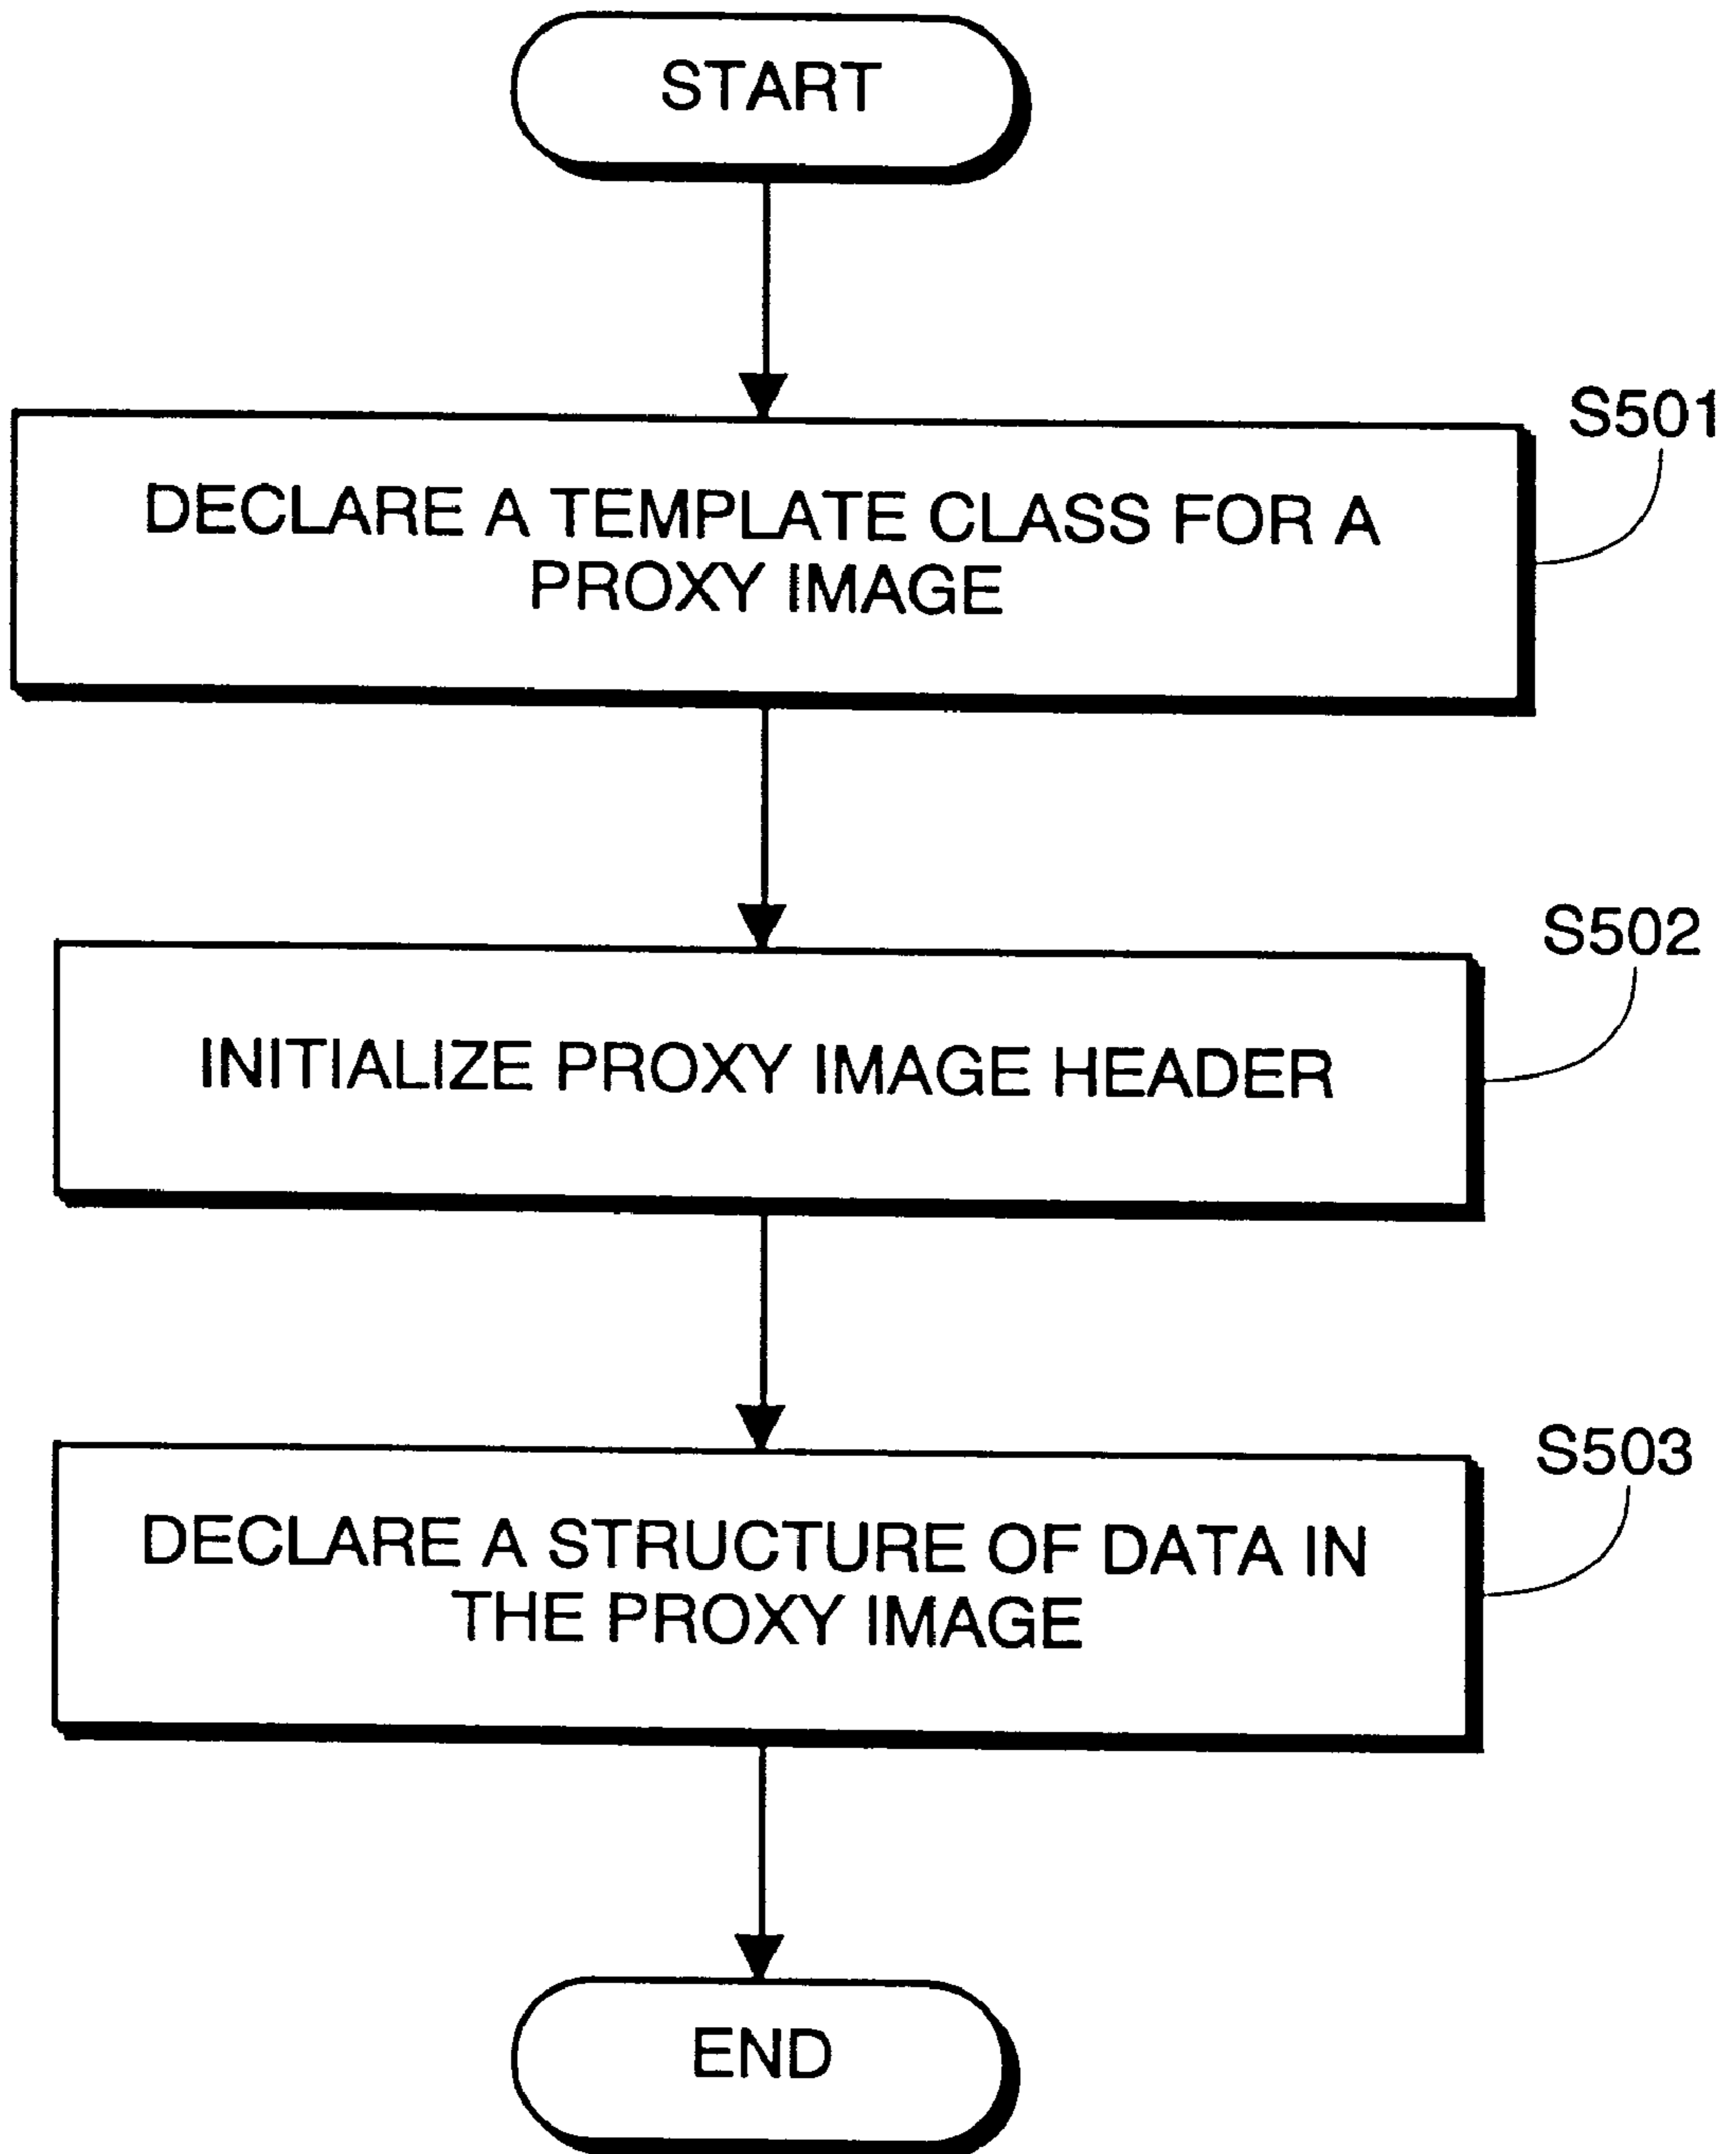 START
S501
DECLARE A TEMPLATE CLASS FOR A
PROXY IMAGE
S502
INITIALIZE PROXY IMAGE HEADER
S503
DECLARE A STRUCTURE OF DATA IN
THE PROXY IMAGE
END